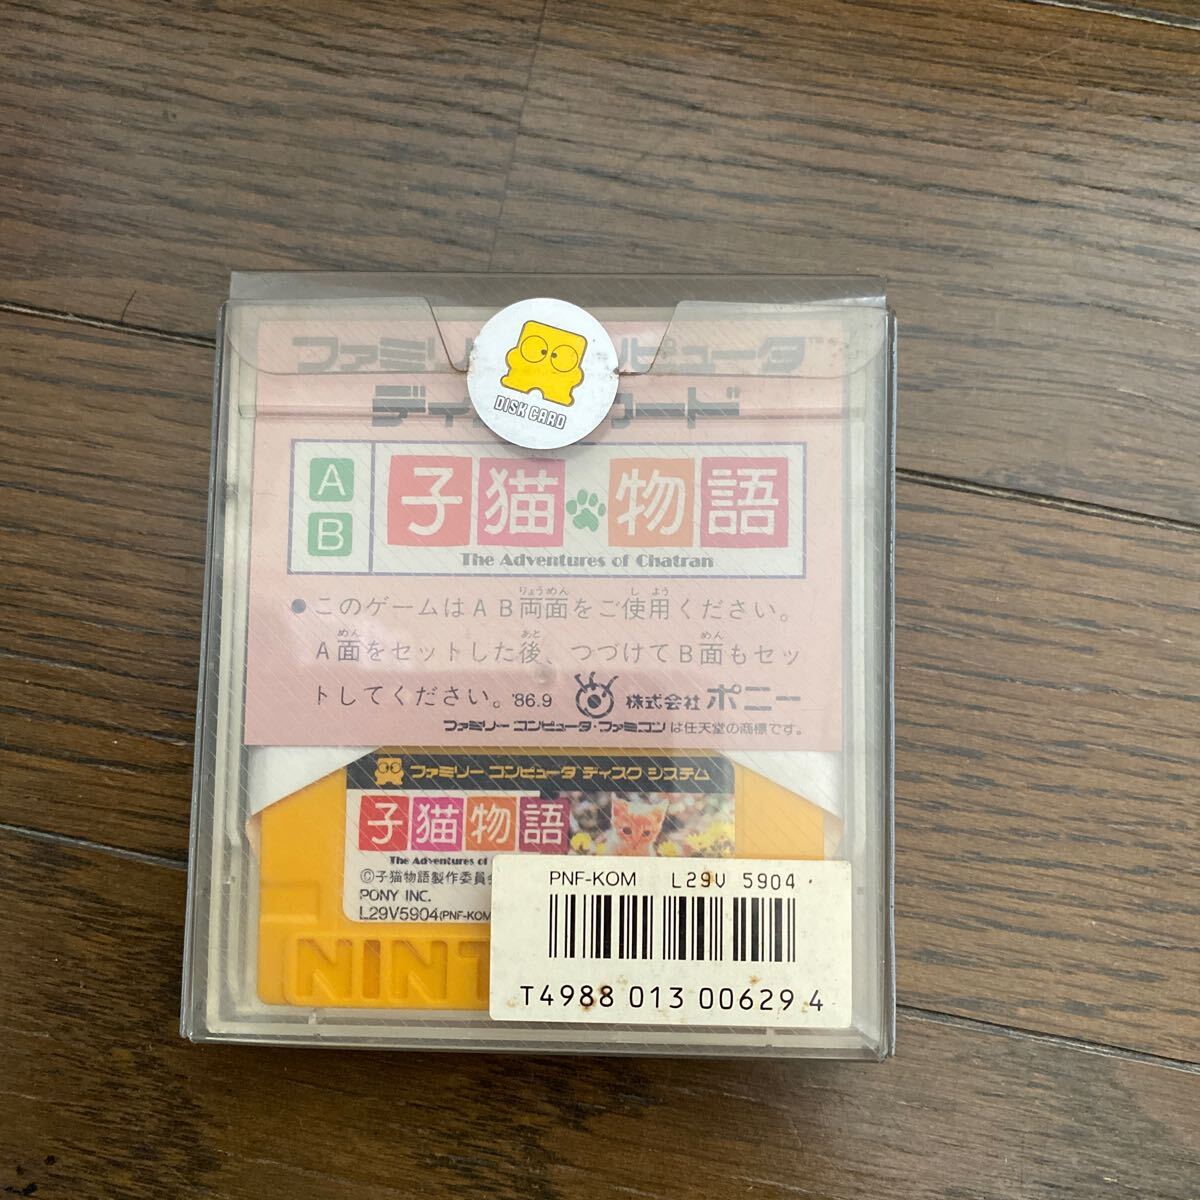 ファミリーコンピュータ™
ディスクカード
DISK CARD
A
B
子猫物語
The Adventures of Chatran
●このゲームはAB両面をご使用ください。
A面をセットした後、つづけてB面もセッ
トしてください。'86.9 株式会社 ポニー
ファミリー コンピュータ・ファミコン は任天堂の商標です。
ファミリー コンピュータ ディスク システム
子猫物語
The Adventures of
©子猫物語製作委員会
PONY INC.
L29V5904(PNF-KOM
NINT
PNF-KOM L29V 5904
T4988 013 00629 4